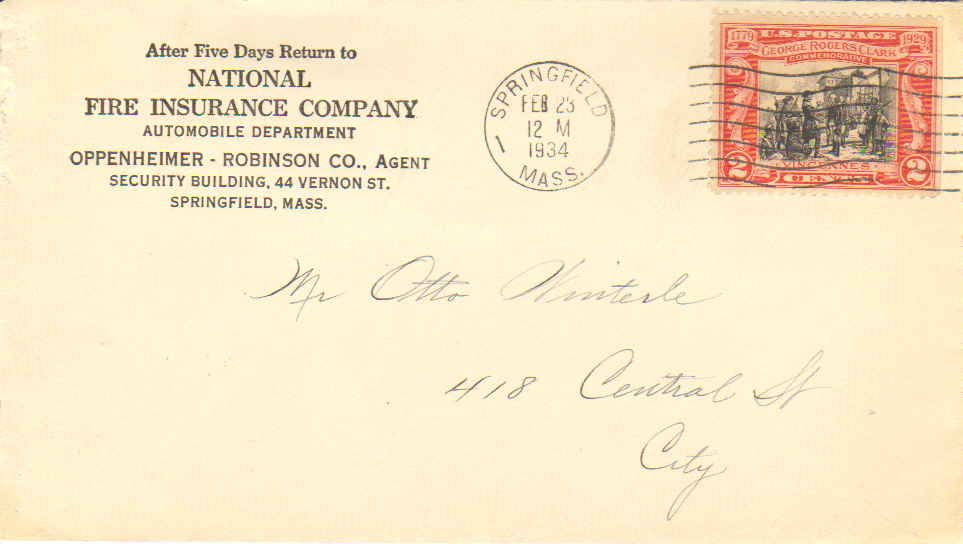 After Five Days Return to
NATIONAL
FIRE INSURANCE COMPANY
AUTOMOBILE DEPARTMENT
OPPENHEIMER - ROBINSON CO., AGENT
SECURITY BUILDING, 44 VERNON ST.
SPRINGFIELD, MASS.
SPRINGFIELD
FEB 23
12 M
1934
1
MASS.
1779 U.S. POSTAGE 1929
GEORGE ROGERS CLARK
COMMEMORATIVE
VINCENNES
2 CENTS 2
Mr Otto Winterle
418 Central St
City